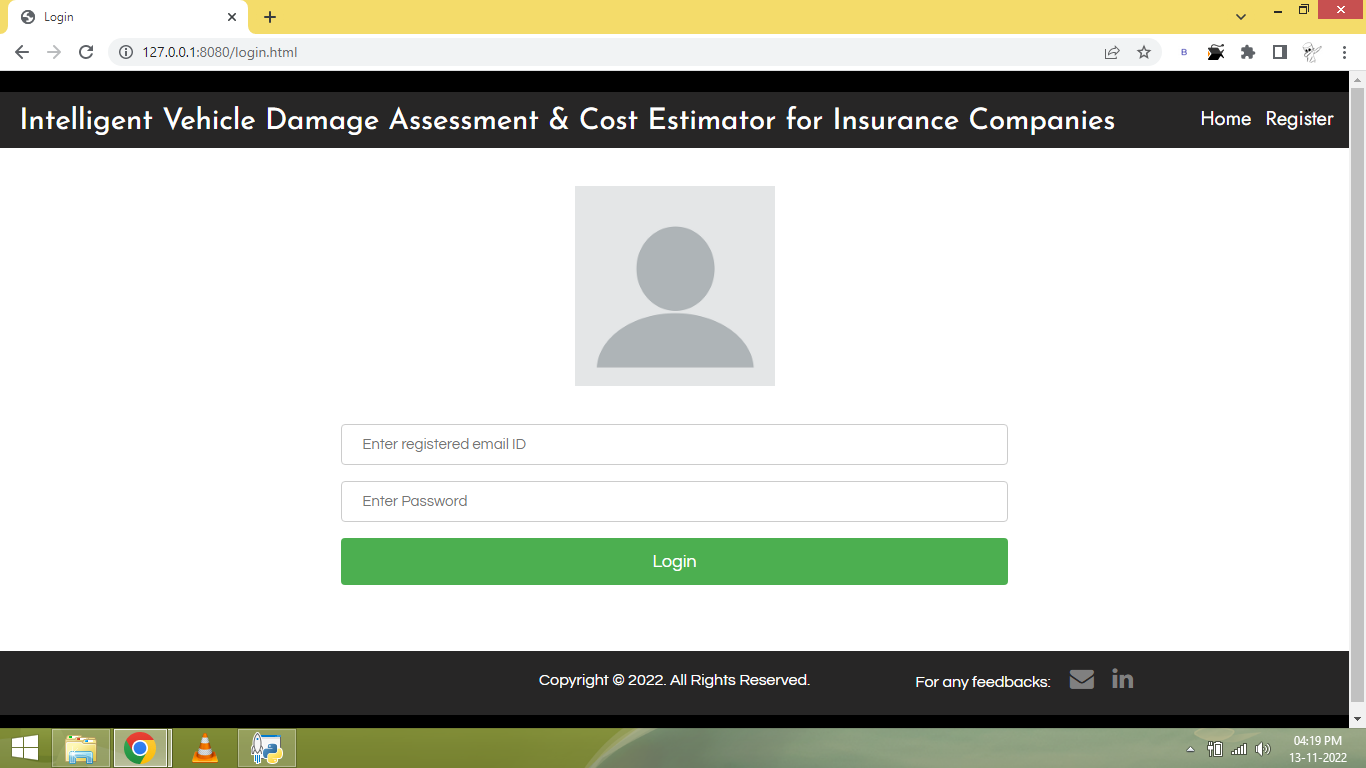 Login
127.0.0.1:8080/login.html
B
Intelligent Vehicle Damage Assessment & Cost Estimator for Insurance Companies
Home Register
Enter registered email ID
Enter Password
Login
Copyright © 2022. All Rights Reserved.
For any feedbacks:
in
04:19 PM
13-11-2022